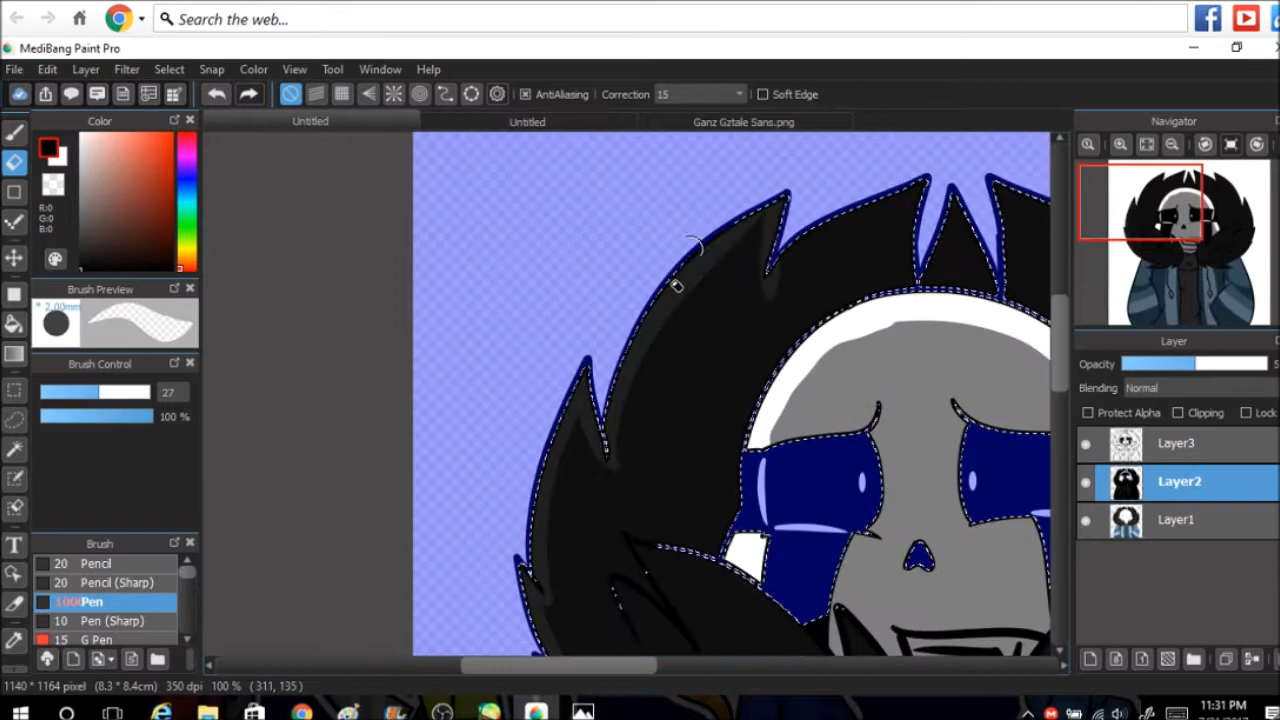 Search the web...
MediBang Paint Pro
File Edit Layer Filter Select Snap Color View Tool Window Help
AntiAliasing Correction 15 Soft Edge
Color
Untitled Untitled Ganz Gztale Sans.png
Navigator
R:0
G:0
B:0
Brush Preview
* 2.00mm
Brush Control
27
100 %
Layer
Opacity 5
Blending Normal
Protect Alpha Clipping Lock
Layer3
Layer2
Layer1
Brush
20 Pencil
20 Pencil (Sharp)
Pen
10 Pen (Sharp)
15 G Pen
1140 * 1164 pixel (8.3 * 8.4cm) 350 dpi 100 % ( 311, 135 )
11:31 PM